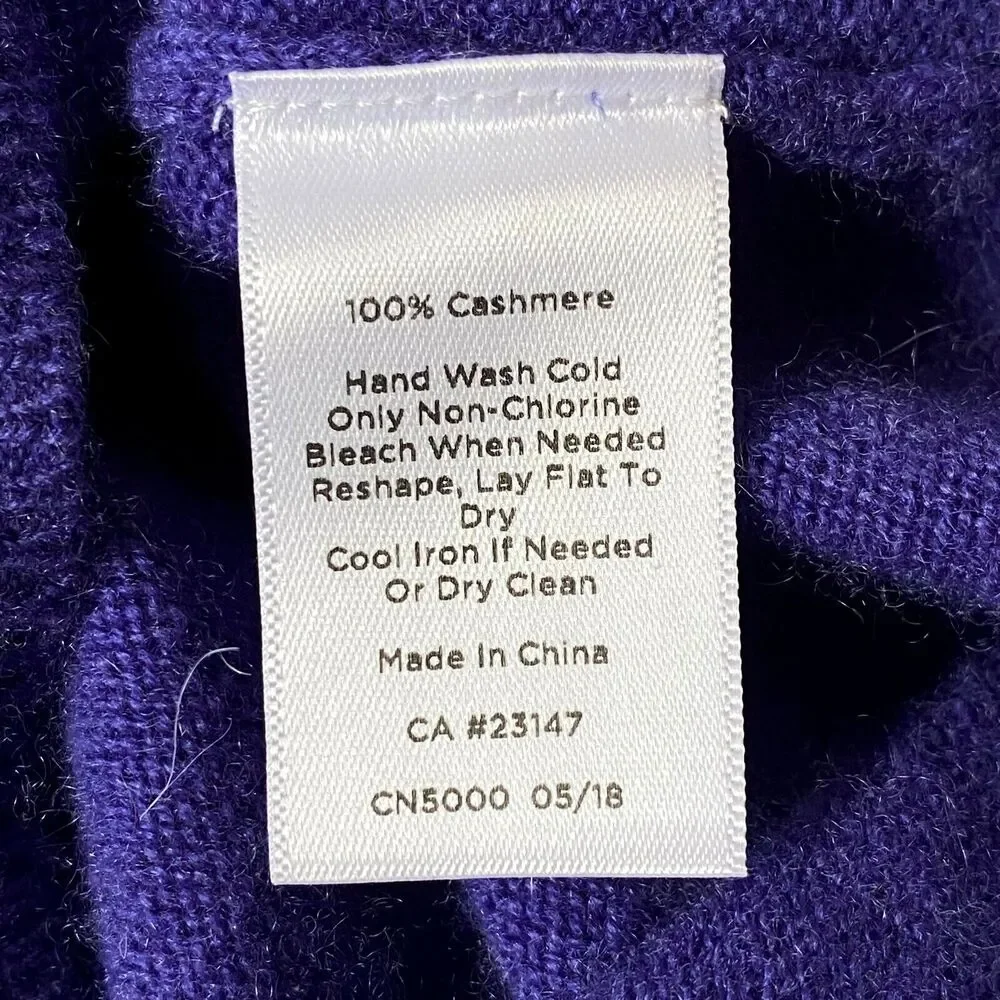 100% Cashmere
Hand Wash Cold
Only Non-Chlorine
Bleach When Needed
Reshape, Lay Flat To
Dry
Cool Iron If Needed
Or Dry Clean
Made In China
CA #23147
CN5000 05/18